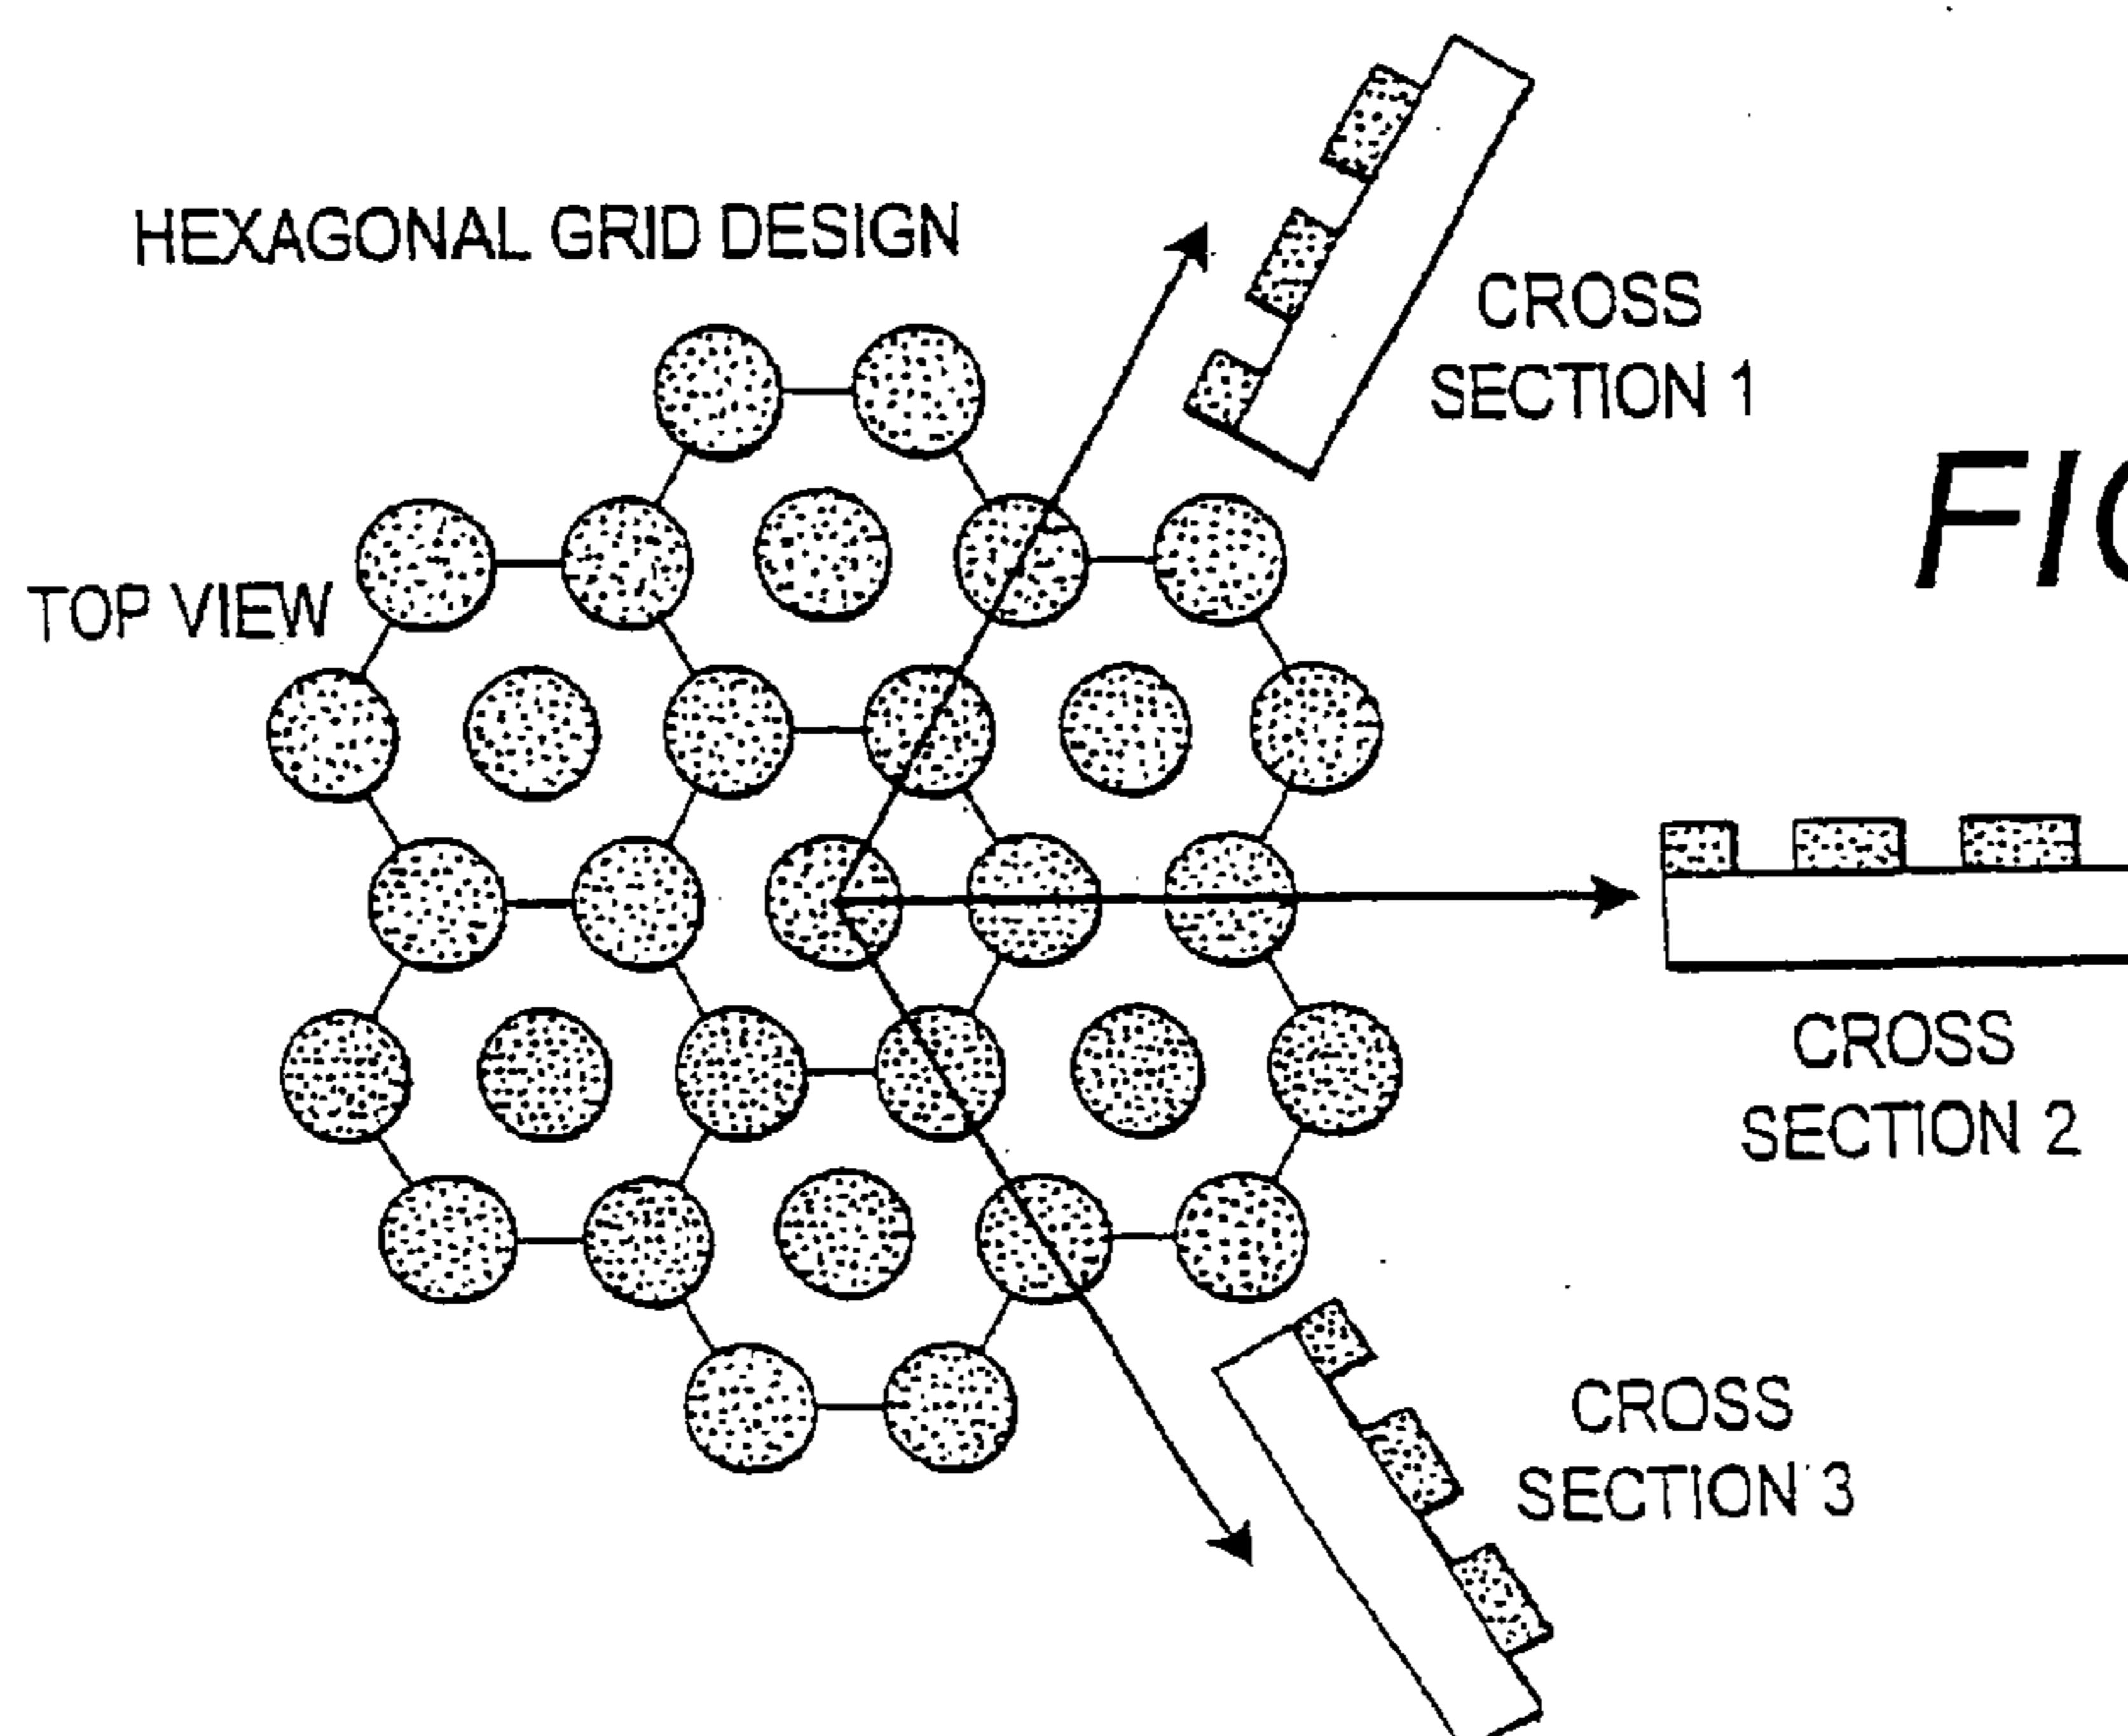 HEXAGONAL GRID DESIGN
TOP VIEW
CROSS
SECTION 1
CROSS
SECTION 2
CROSS
SECTION 3